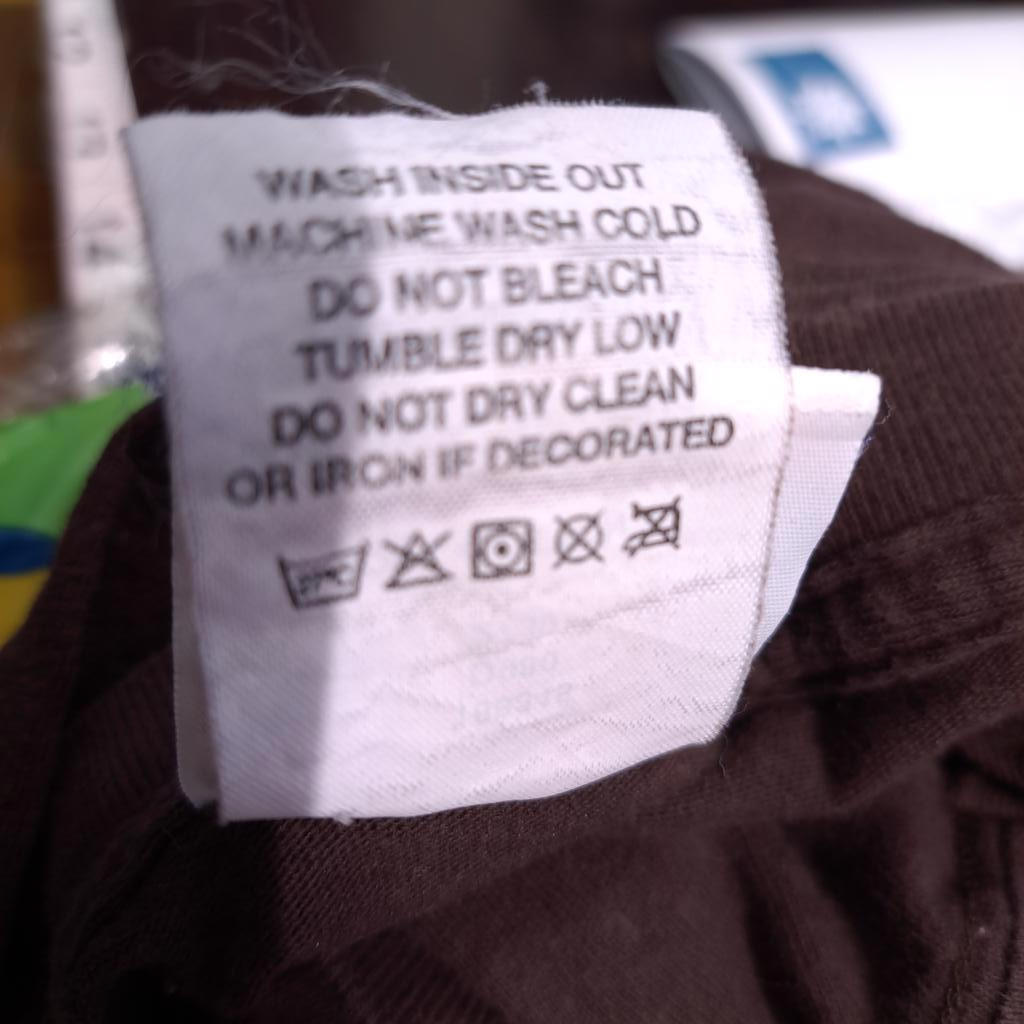 WASH INSIDE OUT
MACHINE WASH COLD
DO NOT BLEACH
TUMBLE DRY LOW
DO NOT DRY CLEAN
OR IRON IF DECORATED